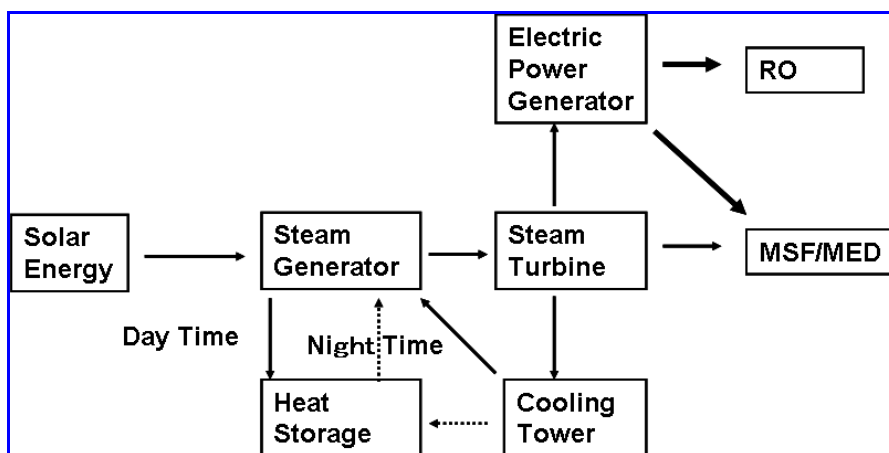 Electric
Power
Generator
RO
Solar
Energy
Steam
Generator
Steam
Turbine
MSF/MED
Day Time
Night Time
Heat
Storage
Cooling
Tower